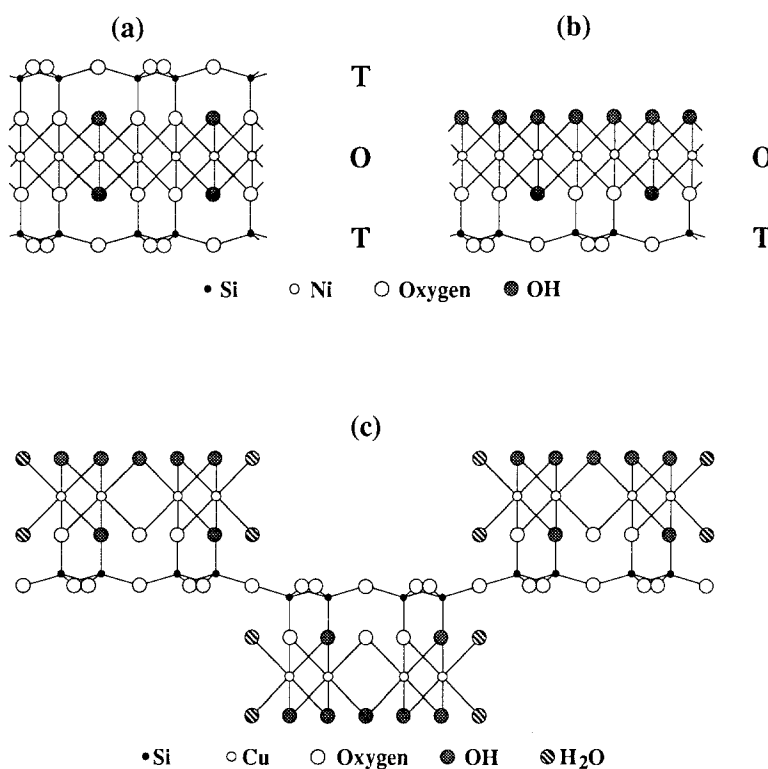 (a) (b)
T
O O
T T
Si Ni Oxygen OH
(c)
Si Cu Oxygen OH H₂O